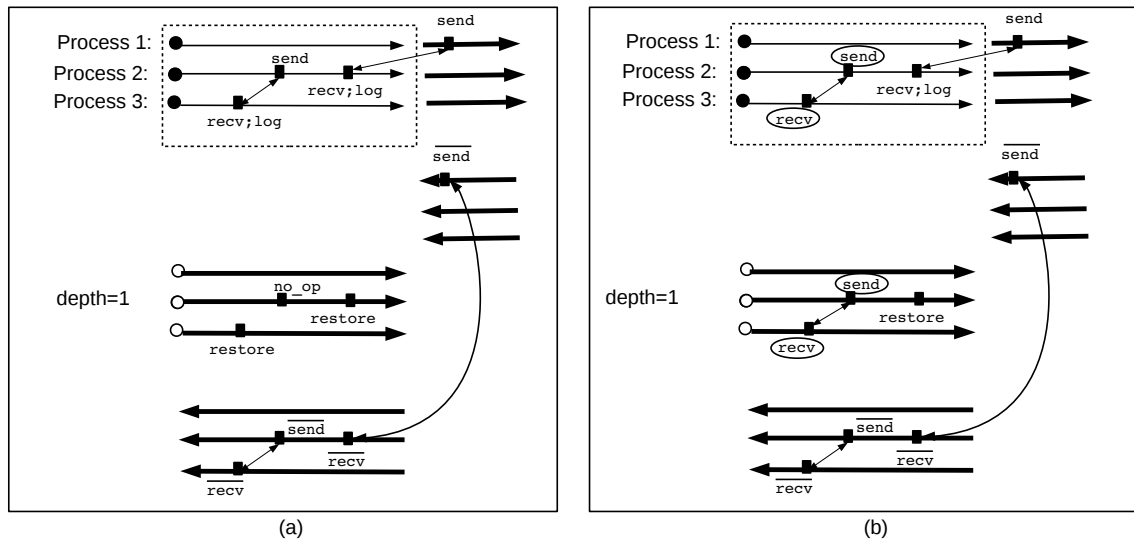 send
Process 1:
send
Process 2:
recv;log
Process 3:
recv;log
send
no_op
depth=1
restore
restore
send
recv
recv
(a)
send
Process 1:
send
Process 2:
recv;log
Process 3:
recv
send
send
depth=1
restore
recv
send
recv
recv
(b)